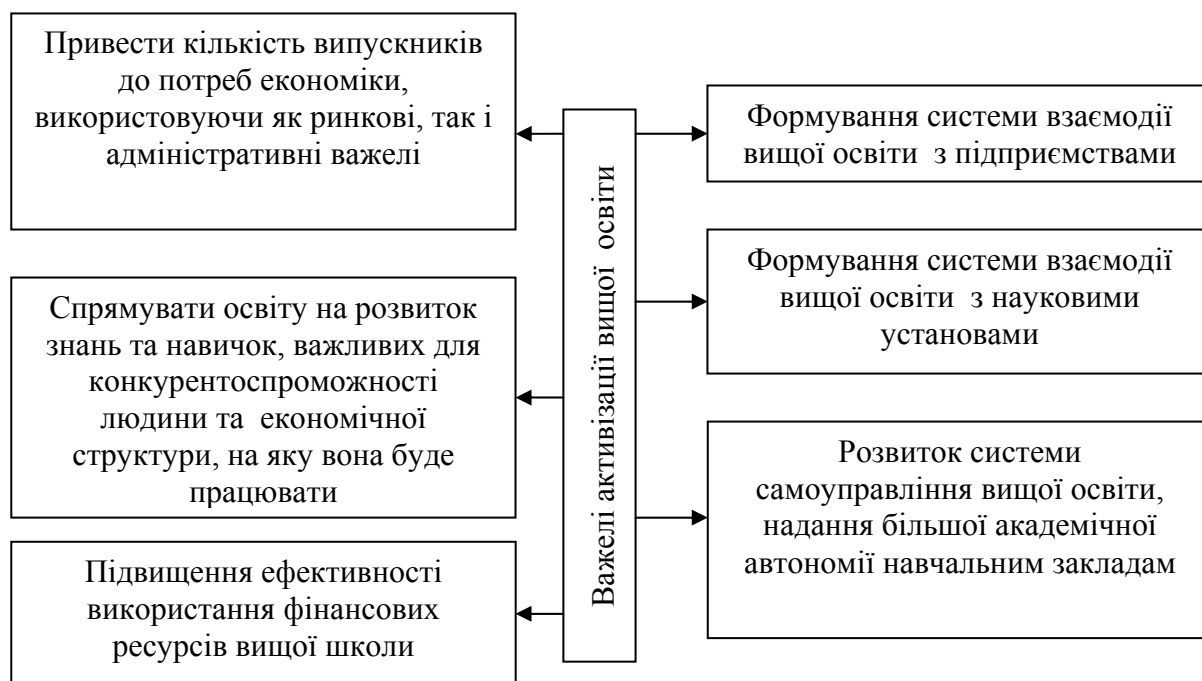 Привести кількість випускників
до потреб економіки,
використовуючи як ринкові, так і
адміністративні важелі
Спрямувати освіту на розвиток
знань та навичок, важливих для
конкурентоспроможності
людини та економічної
структури, на яку вона буде
працювати
Підвищення ефективності
використання фінансових
ресурсів вищої школи
Важелі активізації вищої освіти
Формування системи взаємодії
вищої освіти з підприємствами
Формування системи взаємодії
вищої освіти з науковими
установами
Розвиток системи
самоуправління вищої освіти,
надання більшої академічної
автономії навчальним закладам